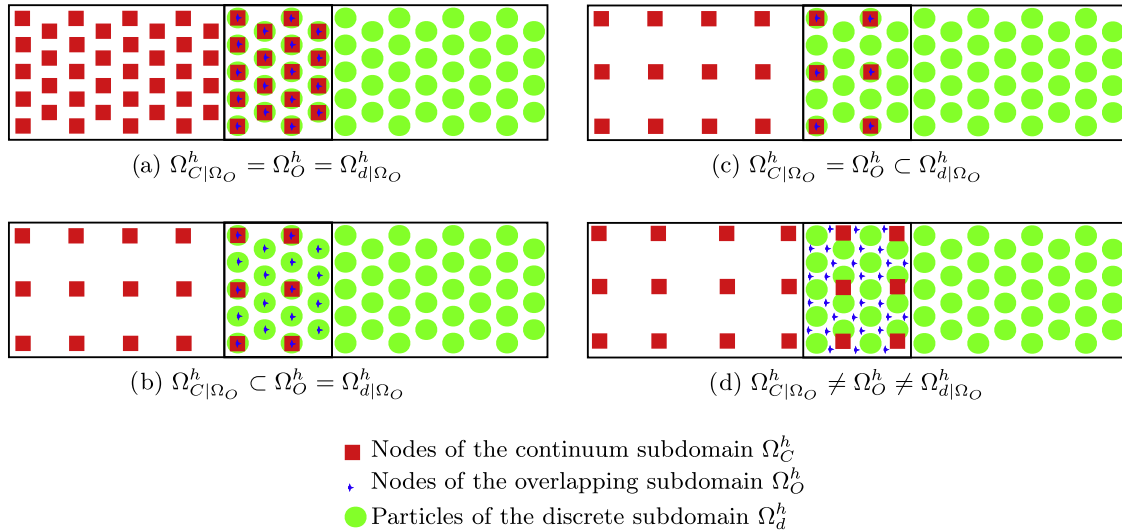 (a) Ω^h_{C|Ω_O} = Ω^h_O = Ω^h_{d|Ω_O}
(c) Ω^h_{C|Ω_O} = Ω^h_O ⊂ Ω^h_{d|Ω_O}
(b) Ω^h_{C|Ω_O} ⊂ Ω^h_O = Ω^h_{d|Ω_O}
(d) Ω^h_{C|Ω_O} ≠ Ω^h_O ≠ Ω^h_{d|Ω_O}
Nodes of the continuum subdomain Ω^h_C
Nodes of the overlapping subdomain Ω^h_O
Particles of the discrete subdomain Ω^h_d